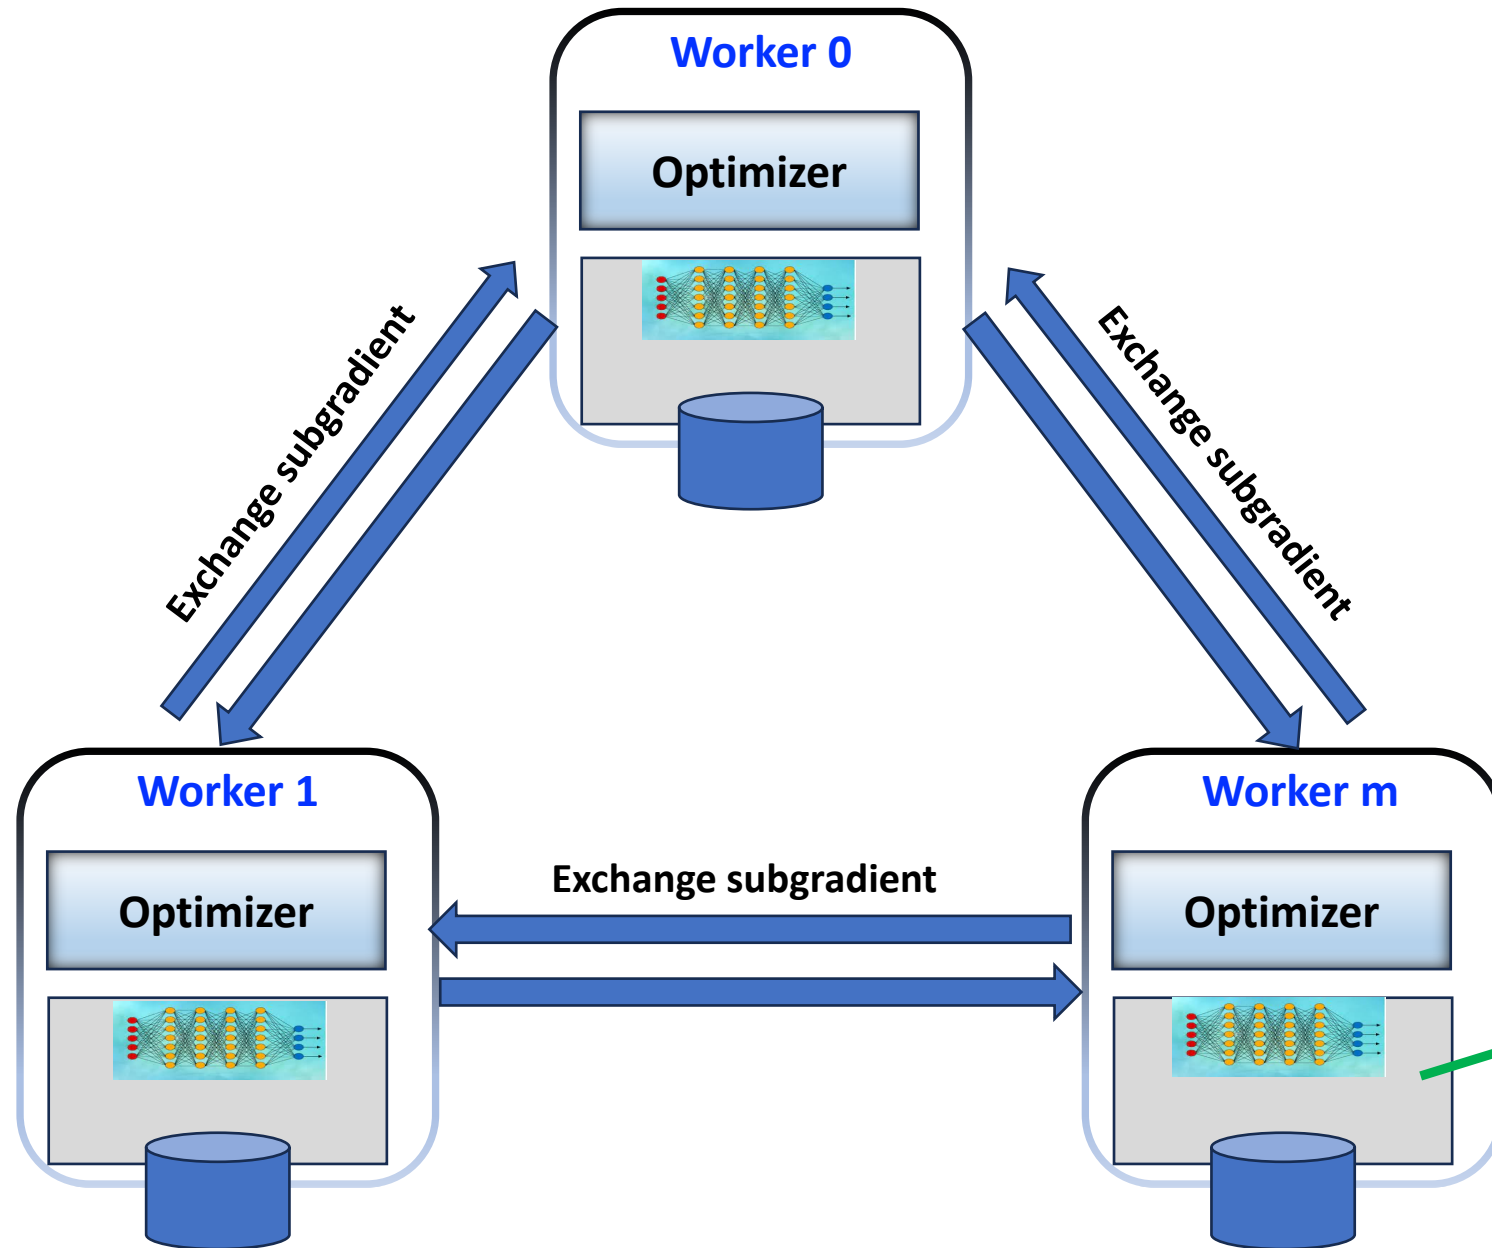 Worker 0
Optimizer
Exchange subgradient
Exchange subgradient
Worker 1
Worker m
Exchange subgradient
Optimizer
Optimizer